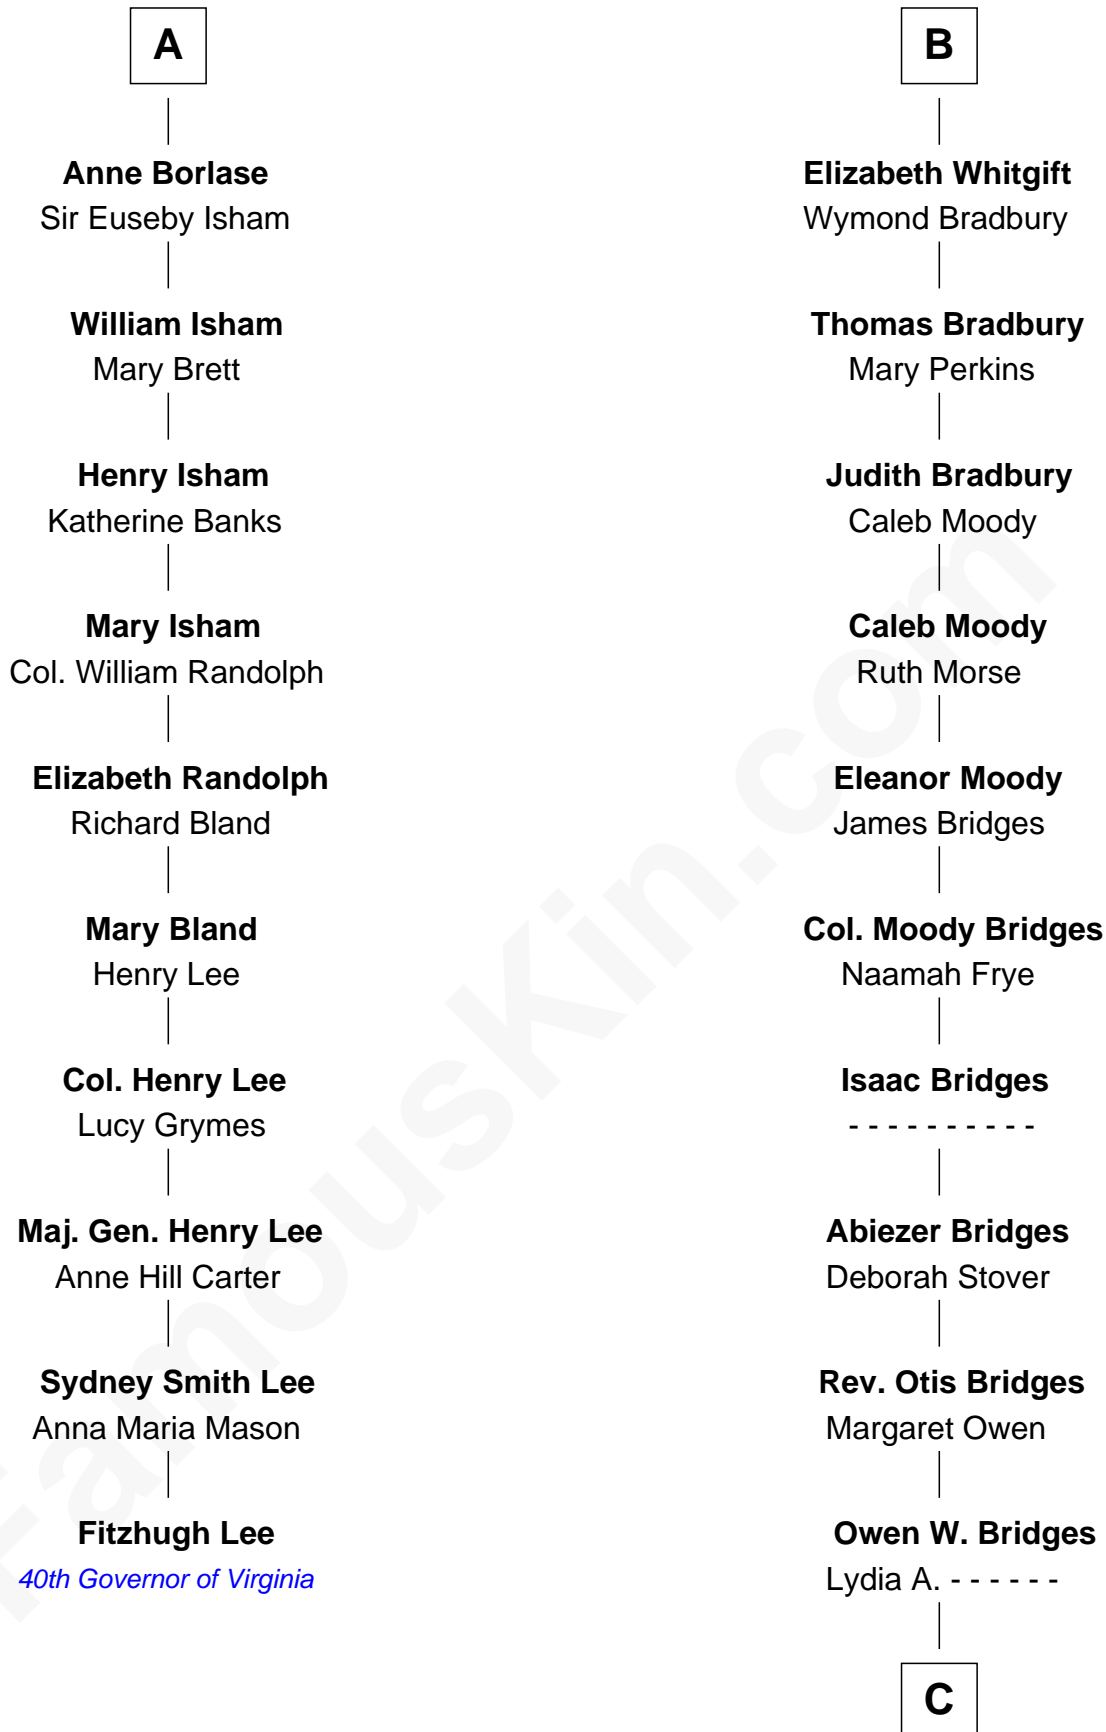 A
Anne Borlase
Sir Euseby Isham
William Isham
Mary Brett
Henry Isham
Katherine Banks
Mary Isham
Col. William Randolph
Elizabeth Randolph
Richard Bland
Mary Bland
Henry Lee
Col. Henry Lee
Lucy Grymes
Maj. Gen. Henry Lee
Anne Hill Carter
Sydney Smith Lee
Anna Maria Mason
Fitzhugh Lee
40th Governor of Virginia
B
Elizabeth Whitgift
Wymond Bradbury
Thomas Bradbury
Mary Perkins
Judith Bradbury
Caleb Moody
Caleb Moody
Ruth Morse
Eleanor Moody
James Bridges
Col. Moody Bridges
Naamah Frye
Isaac Bridges
- - - - - - - - - -
Abiezer Bridges
Deborah Stover
Rev. Otis Bridges
Margaret Owen
Owen W. Bridges
Lydia A. - - - - - -
C
FamousKin.com